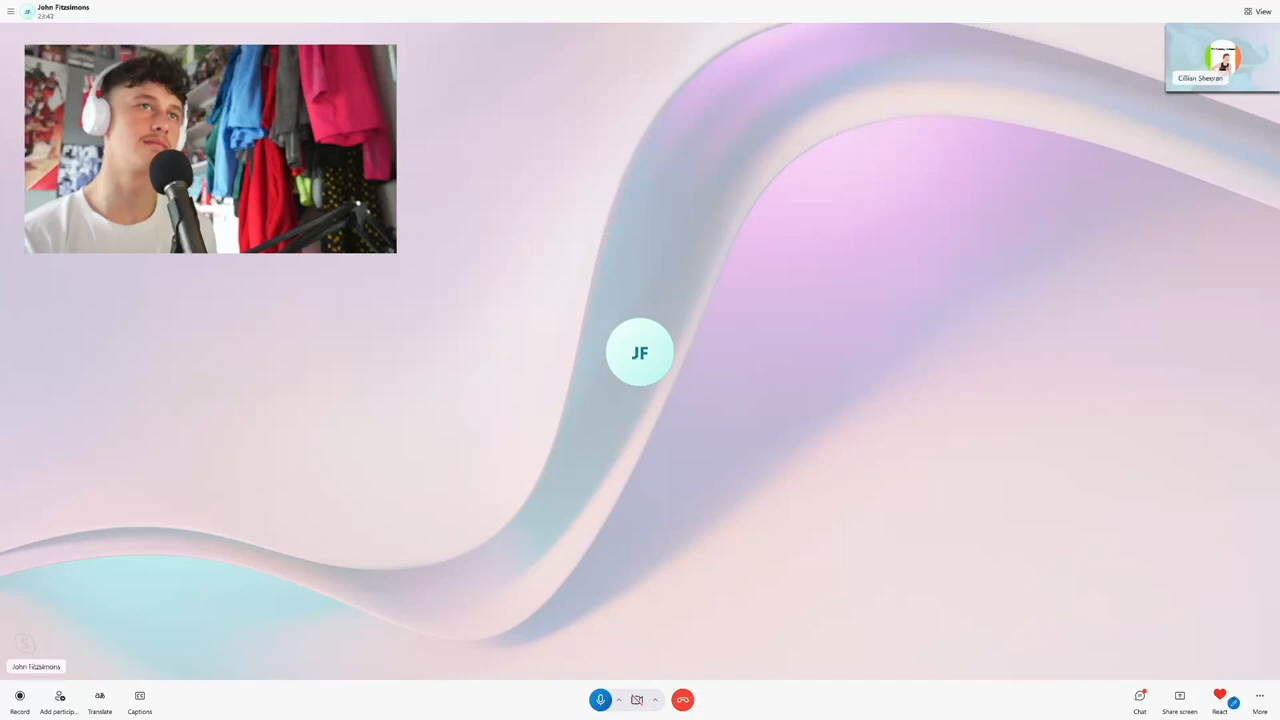 JF
John Fitzsimons
23:42
View
Cillian Sheeran
JF
John Fitzsimons
Record
Add particip...
Translate
Captions
Chat
Share screen
React
More